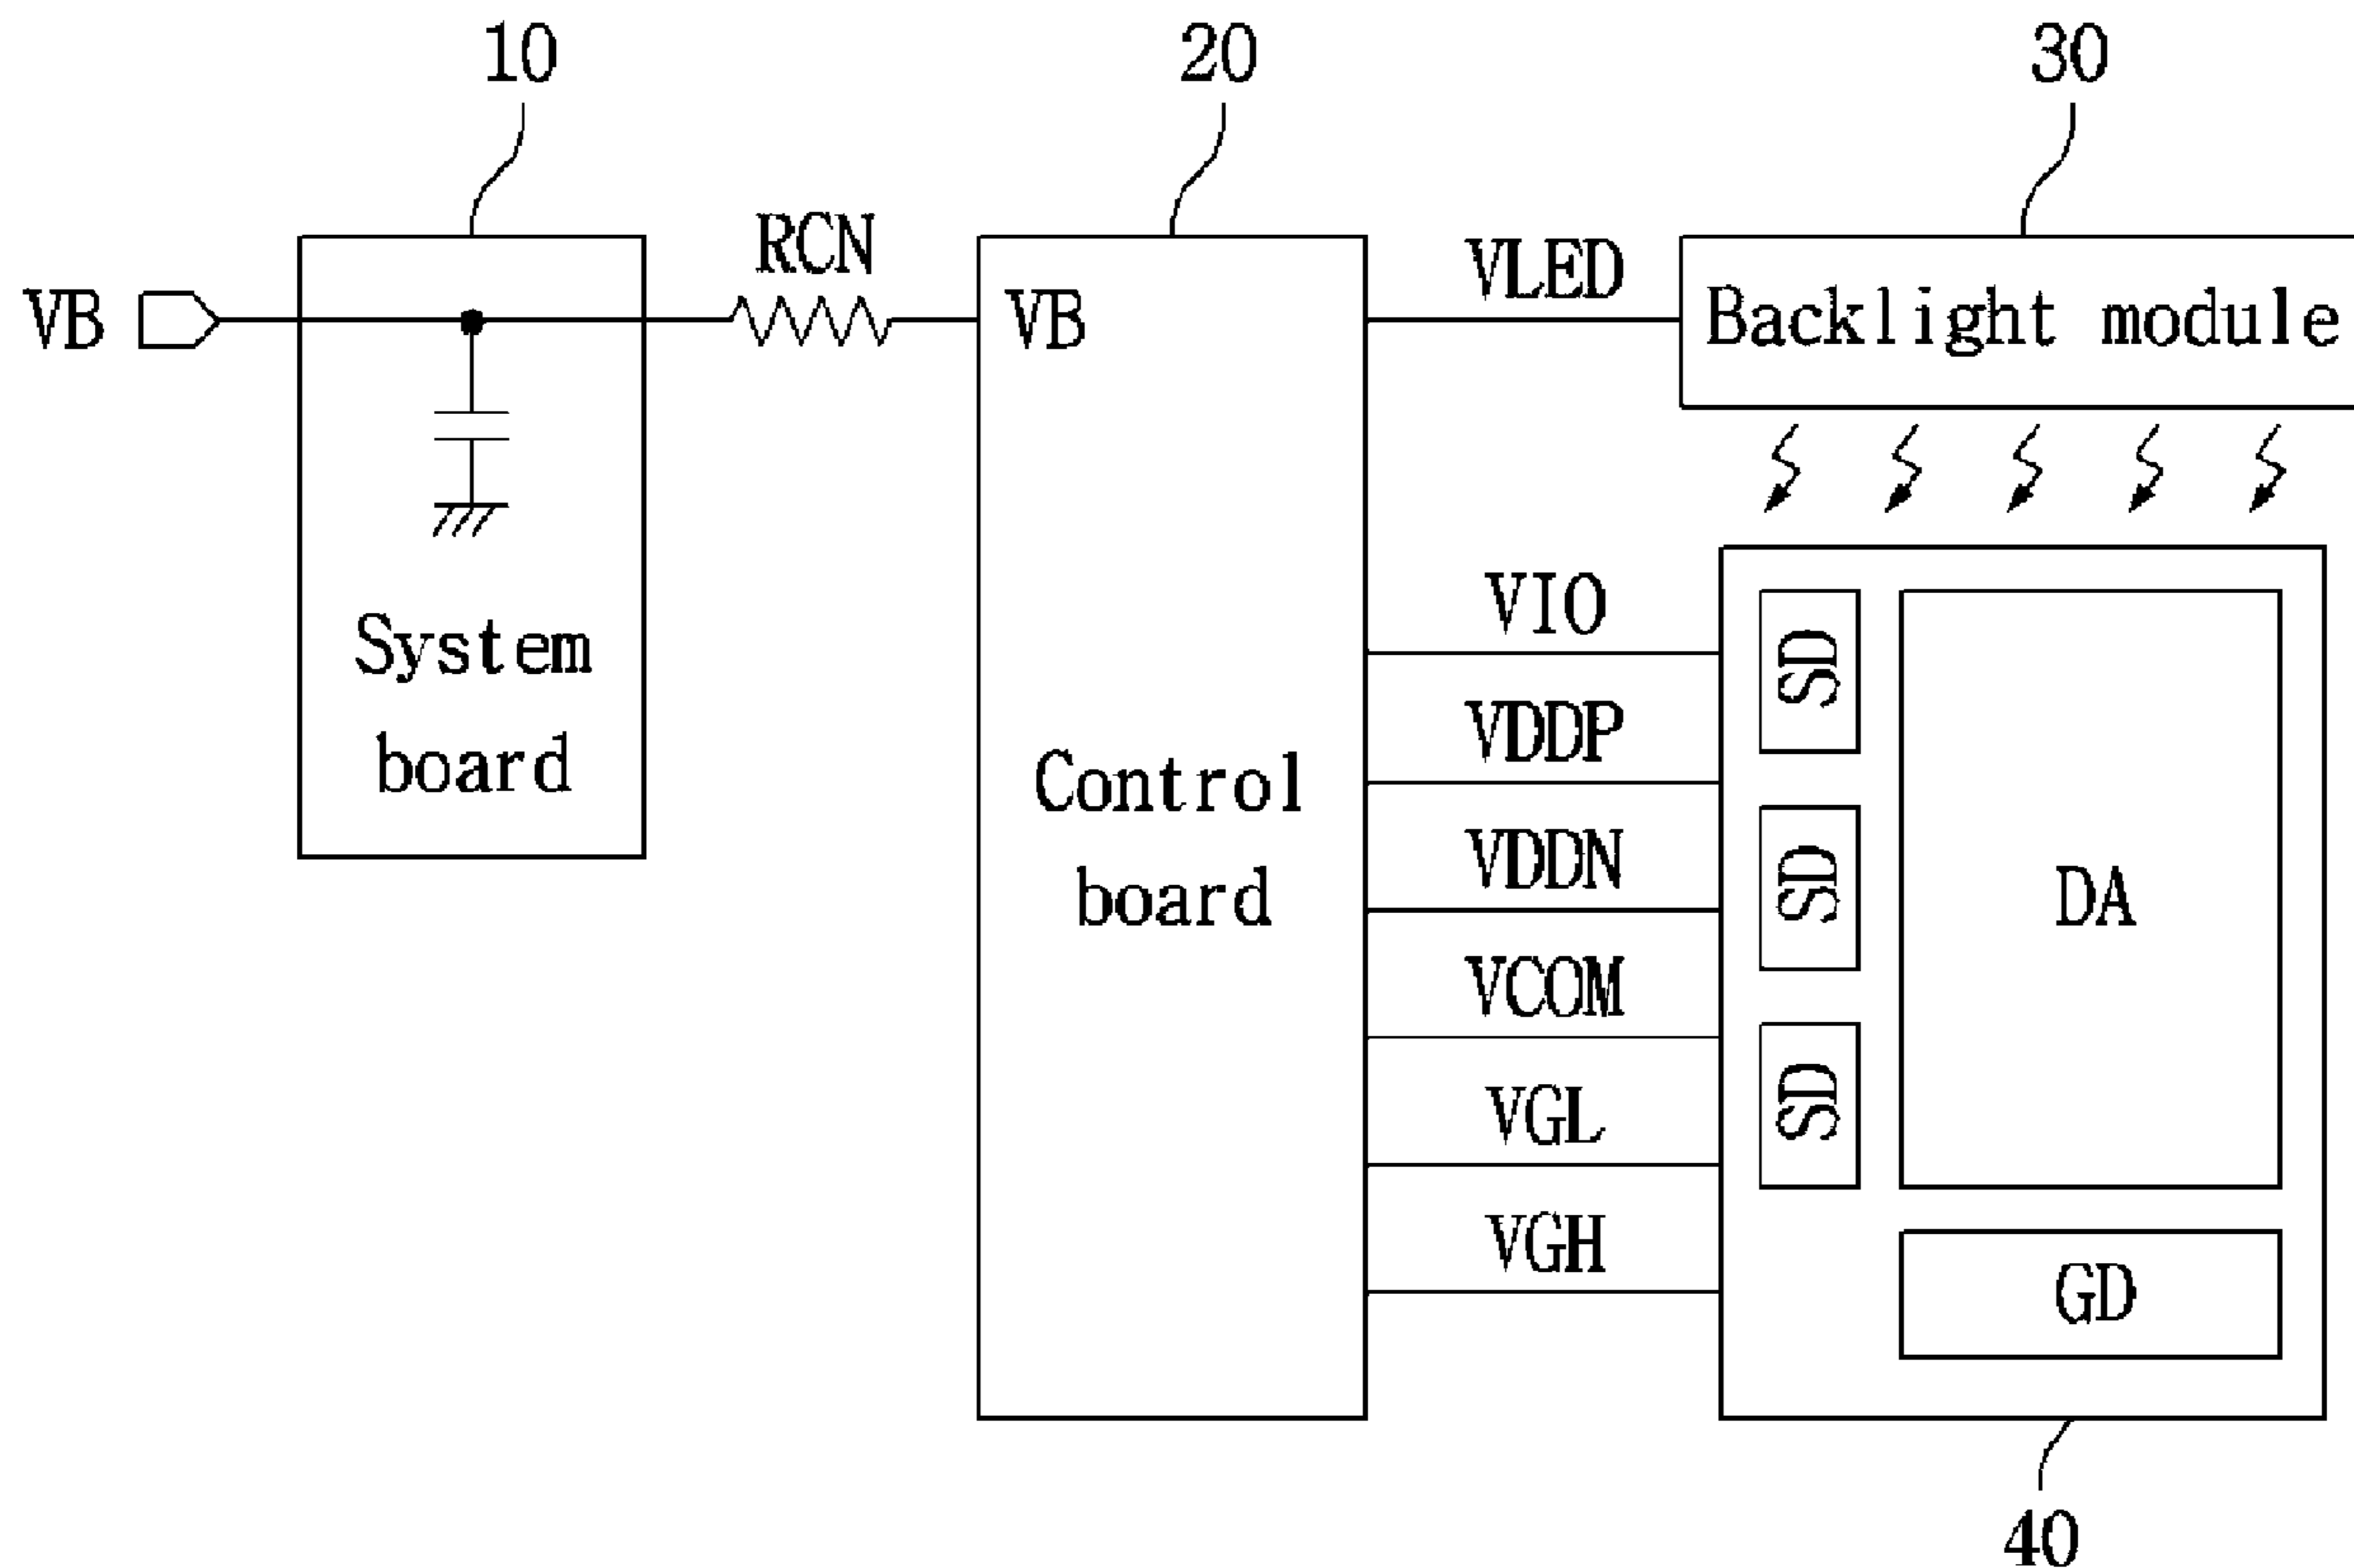 10
20
30
RCN
VLED
VB
VB
Backlight module
System
board
Control
board
VIO
VDDP
VDDN
VCOM
VGL
VGH
SD
SD
SD
DA
GD
40